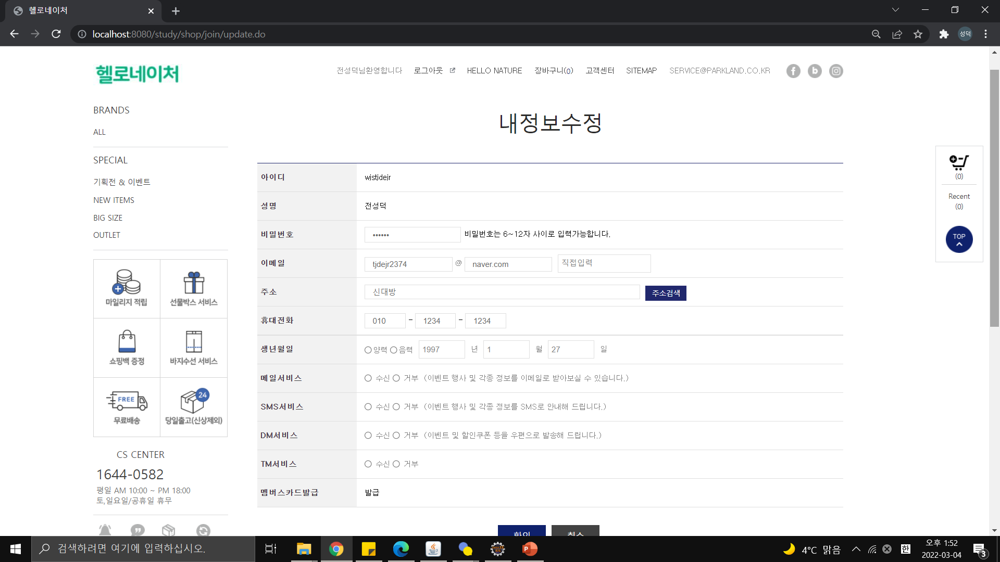 헬로네이처
localhost:8080/study/shop/join/update.do
성덕
헬로네이처
전성덕님환영합니다 로그아웃 HELLO NATURE 장바구니(0) 고객센터 SITEMAP SERVICE@PARKLAND.CO.KR
BRANDS
ALL
SPECIAL
기획전 & 이벤트
NEW ITEMS
BIG SIZE
OUTLET
마일리지 적립
선물박스 서비스
쇼핑백 증정
바지수선 서비스
FREE
무료배송
24
당일출고(신상제외)
CS CENTER
1644-0582
평일 AM 10:00 ~ PM 18:00
토,일요일/공휴일 휴무
내정보수정
아이디 wjstjdejr
성명 전성덕
비밀번호 •••••• 비밀번호는 6~12자 사이로 입력가능합니다.
이메일 tjdejr2374 @ naver.com 직접입력
주소 신대방 주소검색
휴대전화 010 - 1234 - 1234
생년월일 양력 음력 1997 년 1 월 27 일
메일서비스 수신 거부 (이벤트 행사 및 각종 정보를 이메일로 받아보실 수 있습니다.)
SMS서비스 수신 거부 (이벤트 행사 및 각종 정보를 SMS로 안내해 드립니다.)
DM서비스 수신 거부 (이벤트 및 할인쿠폰 등을 우편으로 발송해 드립니다.)
TM서비스 수신 거부
멤버스카드발급 발급
확인 취소
(0)
Recent
(0)
TOP
검색하려면 여기에 입력하십시오.
4°C 맑음
한
오후 1:52
2022-03-04
3